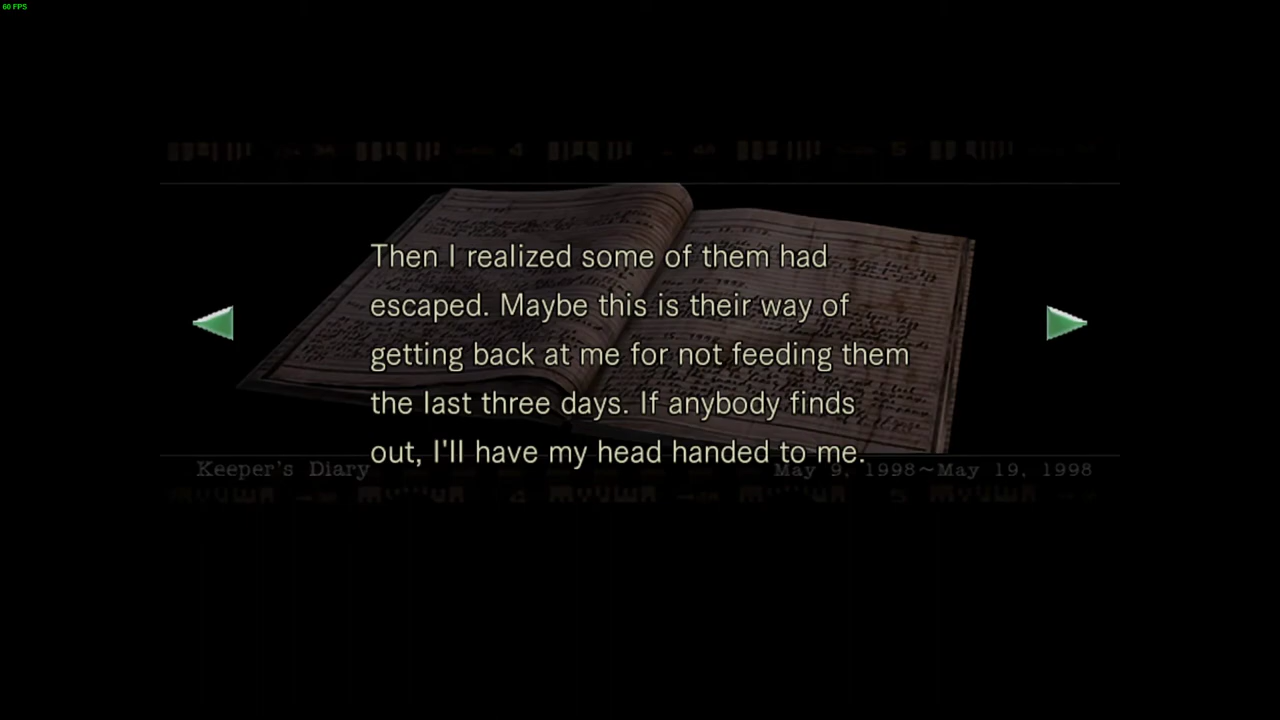 60 FPS
Then I realized some of them had
escaped. Maybe this is their way of
getting back at me for not feeding them
the last three days. If anybody finds
out, I'll have my head handed to me.
Keeper's Diary
May 9, 1998~May 19, 1998